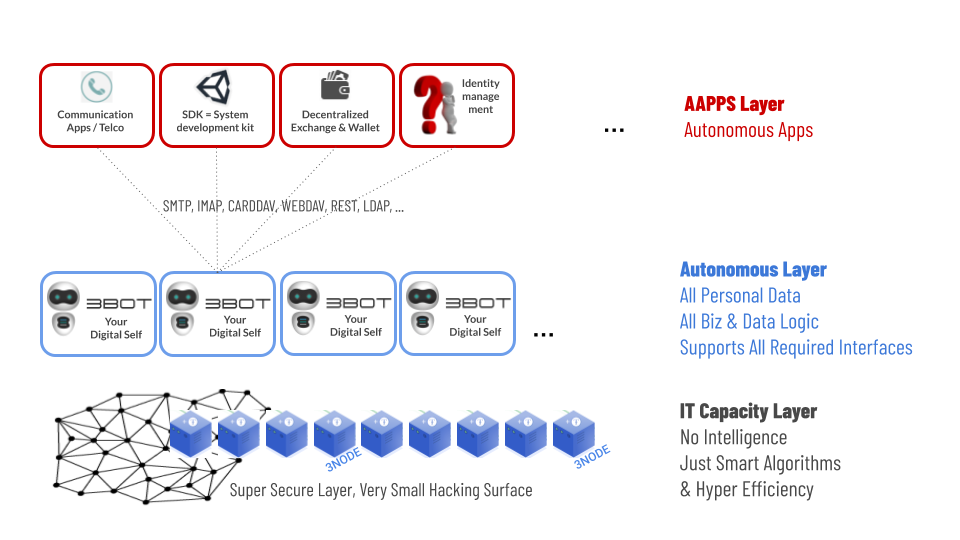 Communication
Apps / Telco
SDK = System
development kit
Decentralized
Exchange & Wallet
Identity
manage
ment
...
AAPPS Layer
Autonomous Apps
SMTP, IMAP, CARDDAV, WEBDAV, REST, LDAP, ...
3BOT
Your
Digital Self
3BOT
Your
Digital Self
3BOT
Your
Digital Self
3BOT
Your
Digital Self
...
Autonomous Layer
All Personal Data
All Biz & Data Logic
Supports All Required Interfaces
3NODE
3NODE
Super Secure Layer, Very Small Hacking Surface
IT Capacity Layer
No Intelligence
Just Smart Algorithms
& Hyper Efficiency